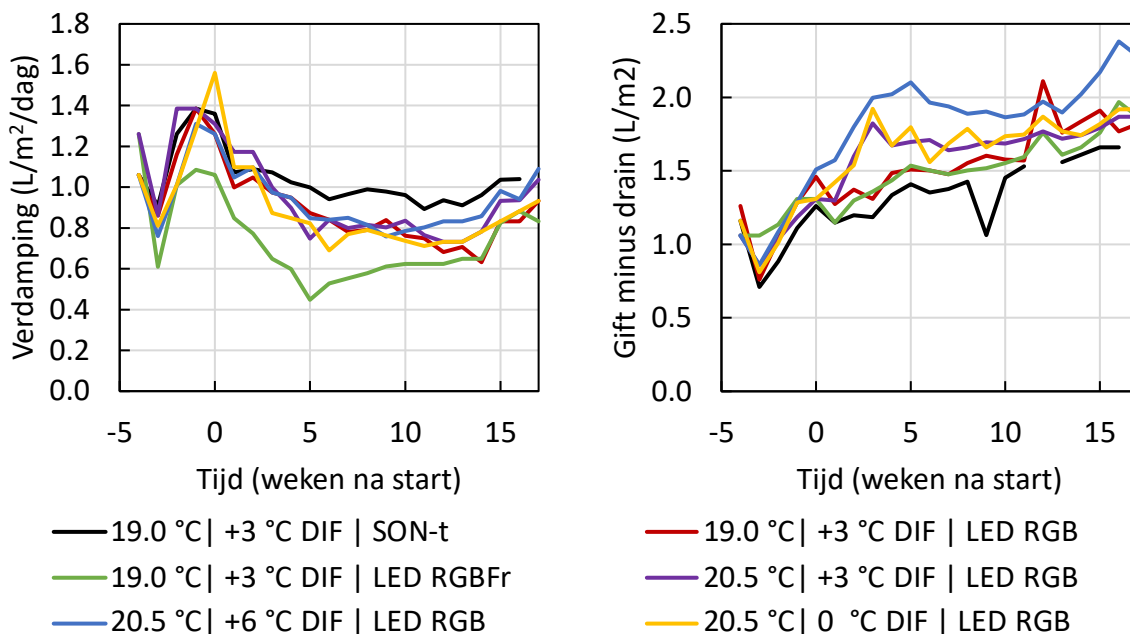 Verdamping (L/m²/dag)
1.8
1.6
1.4
1.2
1.0
0.8
0.6
0.4
0.2
0.0
-5 0 5 10 15
Tijd (weken na start)
Gift minus drain (L/m2)
2.5
2.0
1.5
1.0
0.5
0.0
-5 0 5 10 15
Tijd (weken na start)
19.0 °C| +3 °C DIF | SON-t
19.0 °C| +3 °C DIF | LED RGB
19.0 °C| +3 °C DIF | LED RGBFr
20.5 °C| +3 °C DIF | LED RGB
20.5 °C| +6 °C DIF | LED RGB
20.5 °C| 0 °C DIF | LED RGB